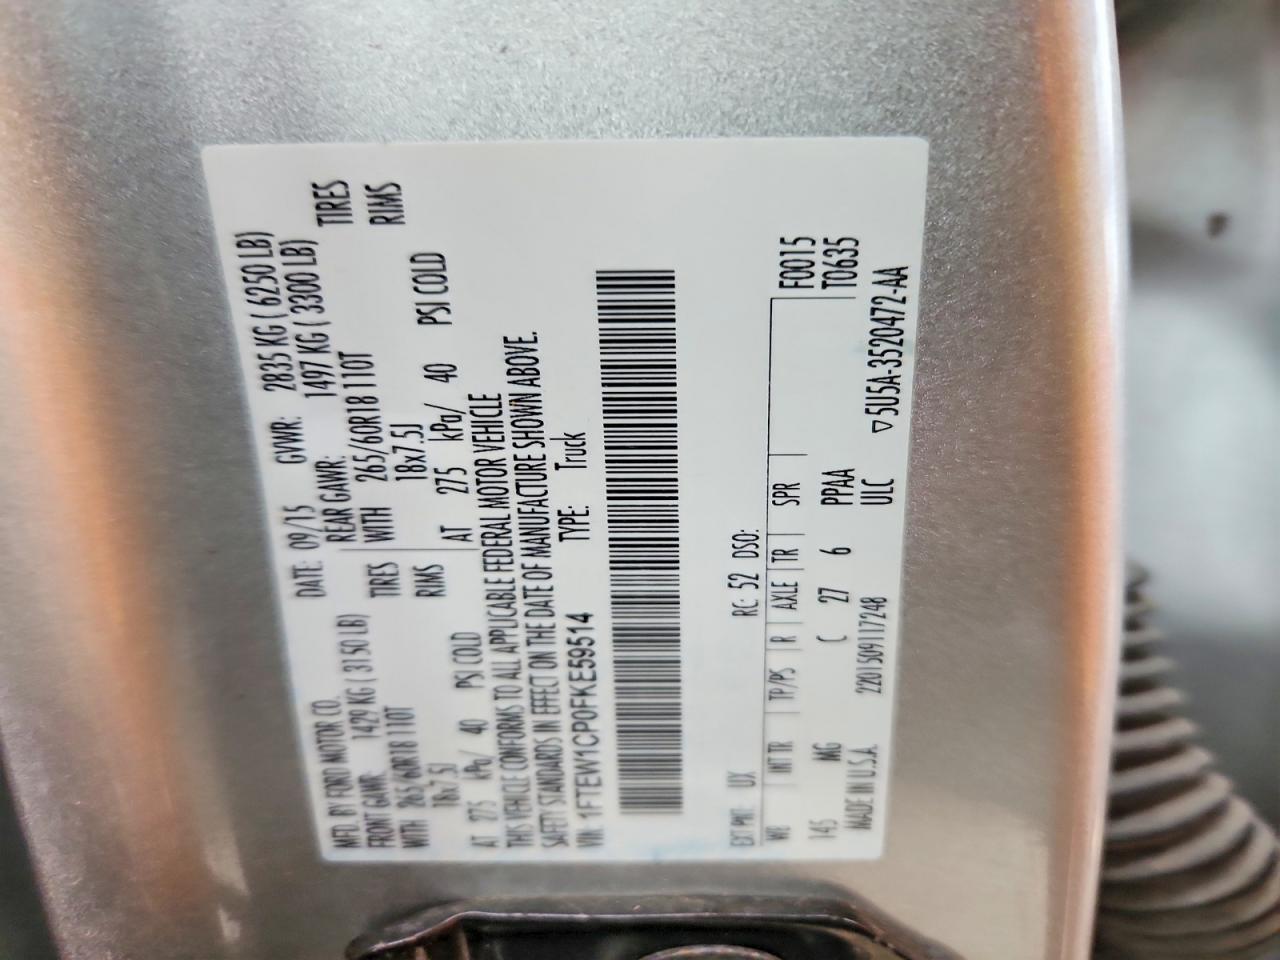 MFD. BY FORD MOTOR CO.
DATE: 09/15 GVWR: 2835 KG ( 6250 LB)
FRONT GAWR: 1429 KG ( 3150 LB) REAR GAWR: 1497 KG ( 3300 LB)
WITH 265/60R18 110T TIRES WITH 265/60R18 110T TIRES
18x7.5J RIMS 18x7.5J RIMS
AT 275 kPa/ 40 PSI COLD AT 275 kPa/ 40 PSI COLD
THIS VEHICLE CONFORMS TO ALL APPLICABLE FEDERAL MOTOR VEHICLE
SAFETY STANDARDS IN EFFECT ON THE DATE OF MANUFACTURE SHOWN ABOVE.
VIN: 1FTEW1CP0FKE59514 TYPE: Truck
EXT PNT: UX RC: 52 DSO:
WB INT TR TP/PS R AXLE TR SPR F0015
145 MG C 27 6 PPAA T0635
MADE IN U.S.A. 2201509117248 ULC ▽5U5A-3520472-AA